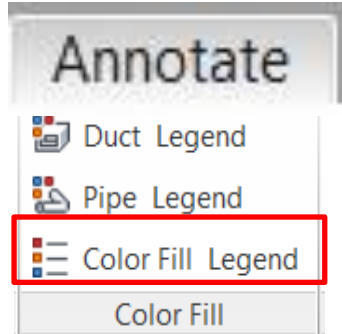 Annotate
Duct Legend
Pipe Legend
Color Fill Legend
Color Fill